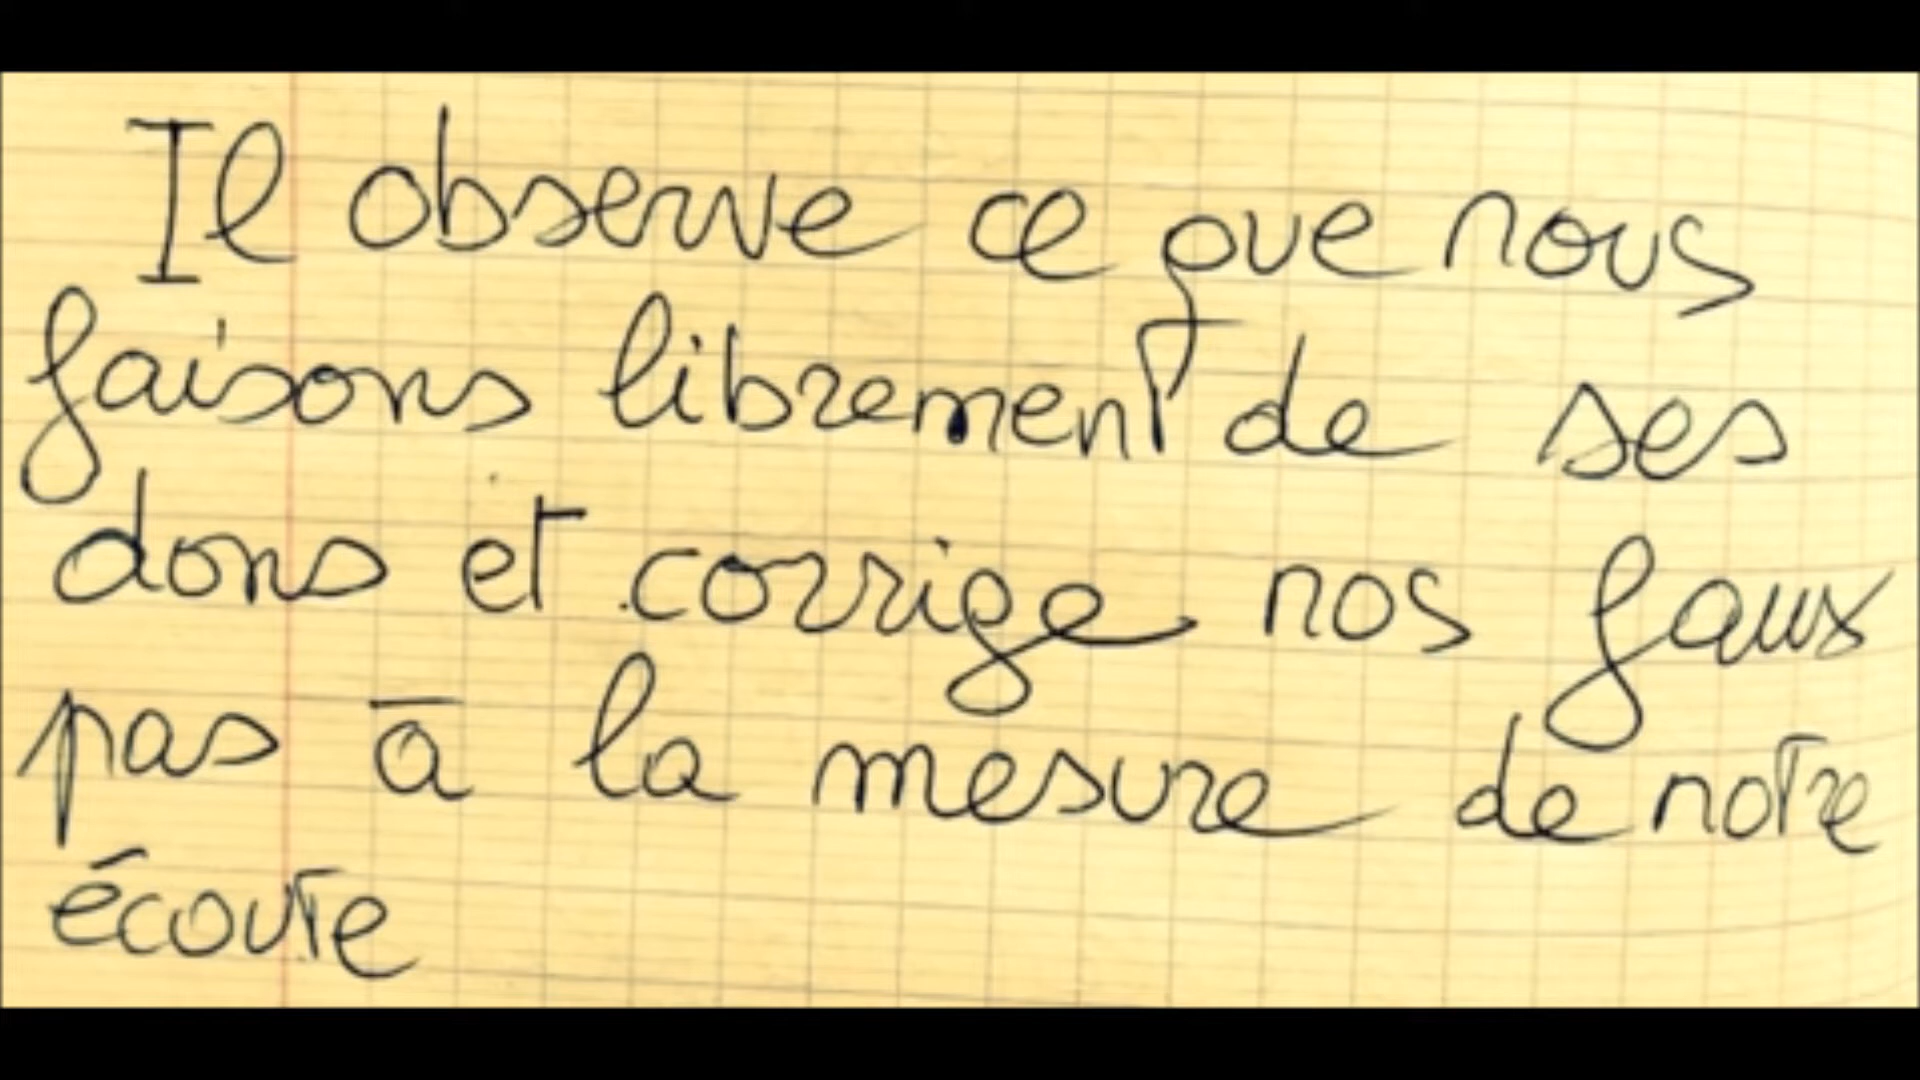 Il observe ce que nous
faisons librement de ses
dons et corrige nos faux
pas à la mesure de notre
écoute